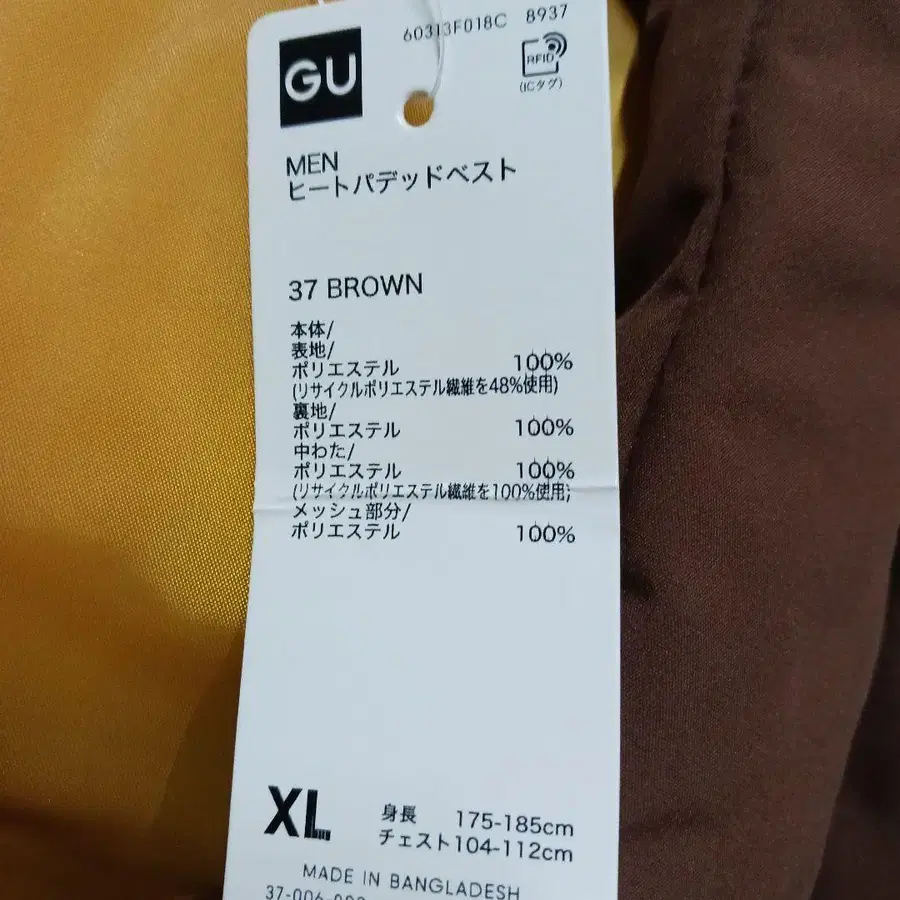 60313F018C 8937
GU
RFID
(ICタグ)
MEN
ヒートパデッドベスト
37 BROWN
本体/
表地/
ポリエステル 100%
(リサイクルポリエステル繊維を48%使用)
裏地/
ポリエステル 100%
中わた/
ポリエステル 100%
(リサイクルポリエステル繊維を100%使用)
メッシュ部分/
ポリエステル 100%
XL
身長 175-185cm
チェスト104-112cm
MADE IN BANGLADESH